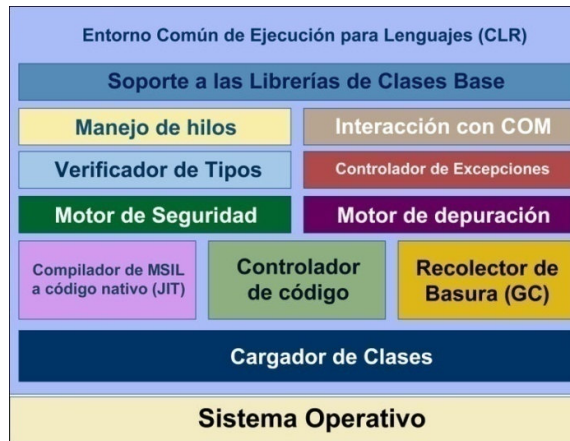 Entorno Común de Ejecución para Lenguajes (CLR)
Soporte a las Librerías de Clases Base
Manejo de hilos
Interacción con COM
Verificador de Tipos
Controlador de Excepciones
Motor de Seguridad
Motor de depuración
Compilador de MSIL
a código nativo (JIT)
Controlador
de código
Recolector de
Basura (GC)
Cargador de Clases
Sistema Operativo